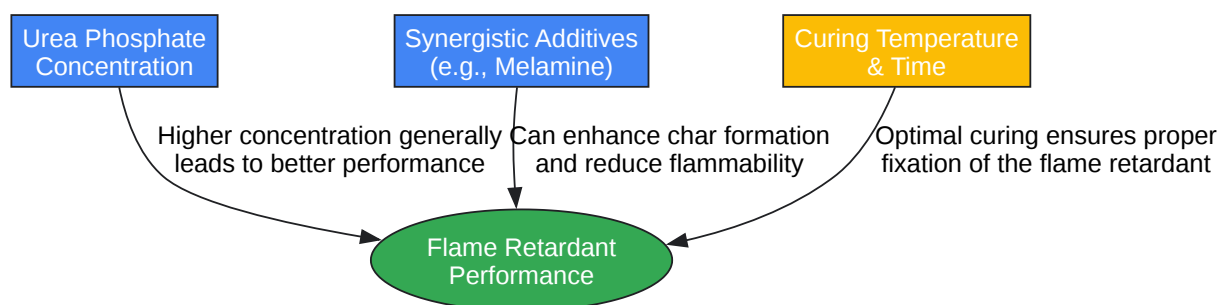 Urea Phosphate
Concentration
Synergistic Additives
(e.g., Melamine)
Curing Temperature
& Time
Higher concentration generally
leads to better performance
Can enhance char formation
and reduce flammability
Optimal curing ensures proper
fixation of the flame retardant
Flame Retardant
Performance